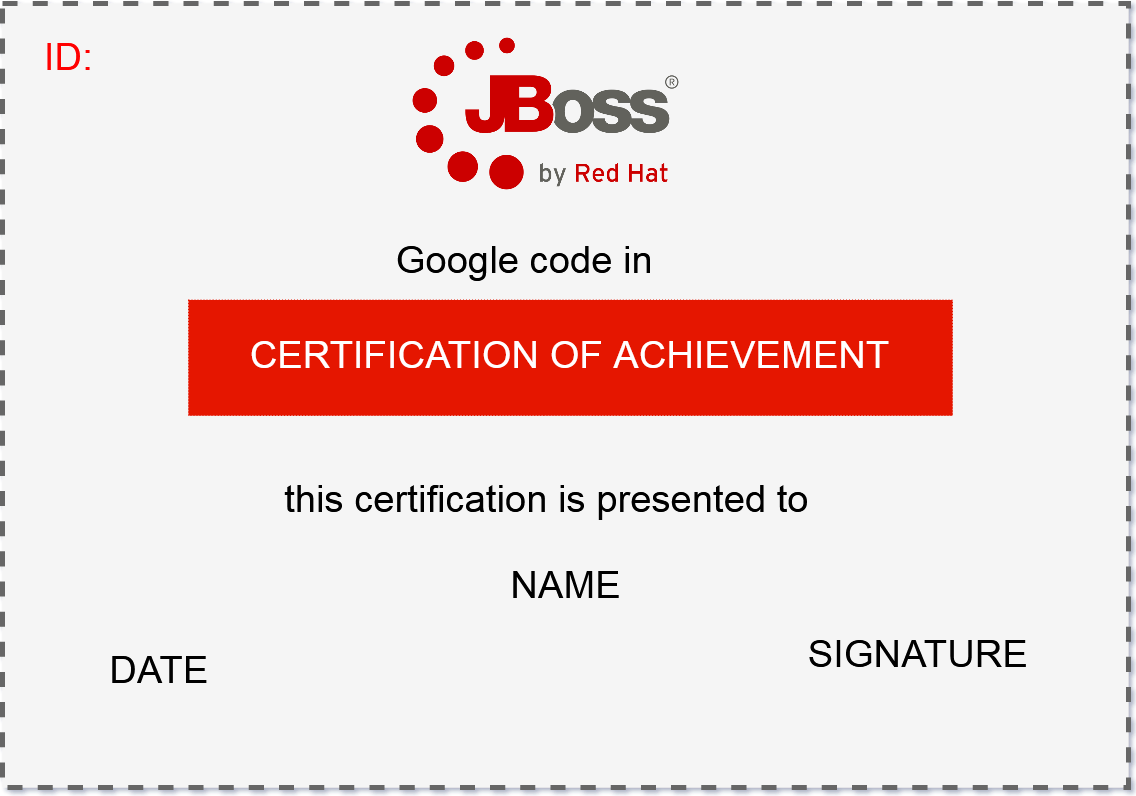 ID:
JBoss®
by Red Hat
Google code in
CERTIFICATION OF ACHIEVEMENT
this certification is presented to
NAME
SIGNATURE
DATE